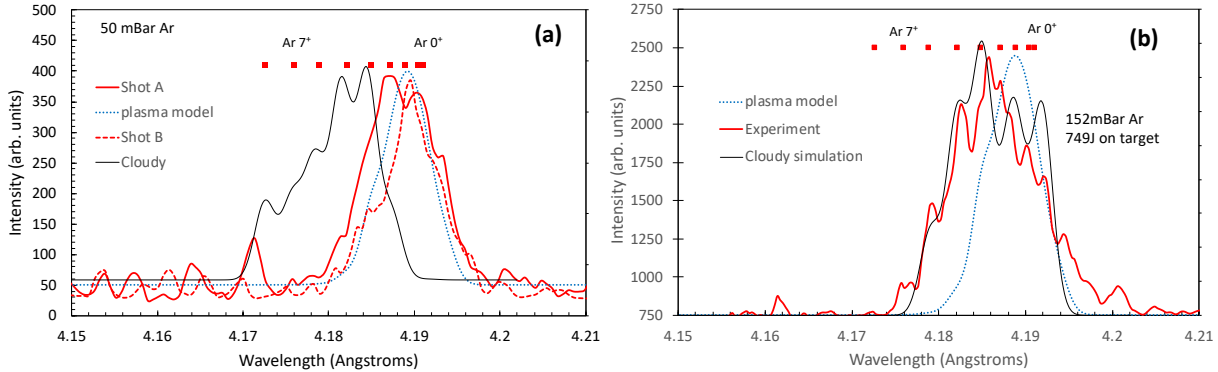 (a)
50 mBar Ar
Ar 7+
Ar 0+
Shot A
plasma model
Shot B
Cloudy
Intensity (arb. units)
500
450
400
350
300
250
200
150
100
50
0
4.15
4.16
4.17
4.18
4.19
4.2
4.21
Wavelength (Angstroms)
(b)
Ar 7+
Ar 0+
plasma model
Experiment
Cloudy simulation
152mBar Ar
749J on target
Intensity (arb. units)
2750
2500
2250
2000
1750
1500
1250
1000
750
4.15
4.16
4.17
4.18
4.19
4.2
4.21
Wavelength (Angstroms)